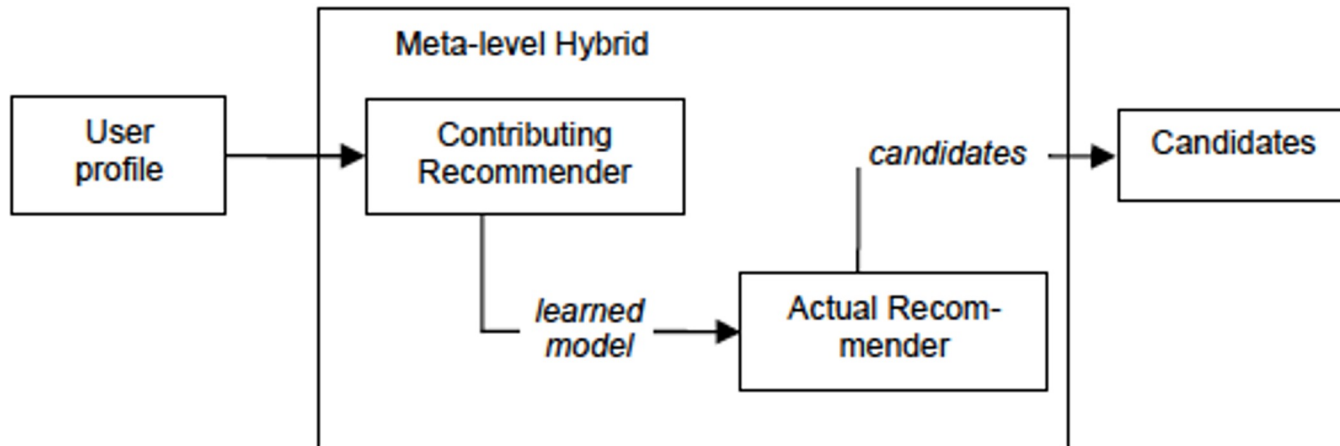 Meta-level Hybrid
User
profile
Contributing
Recommender
candidates
Candidates
learned
model
Actual Recom-
mender